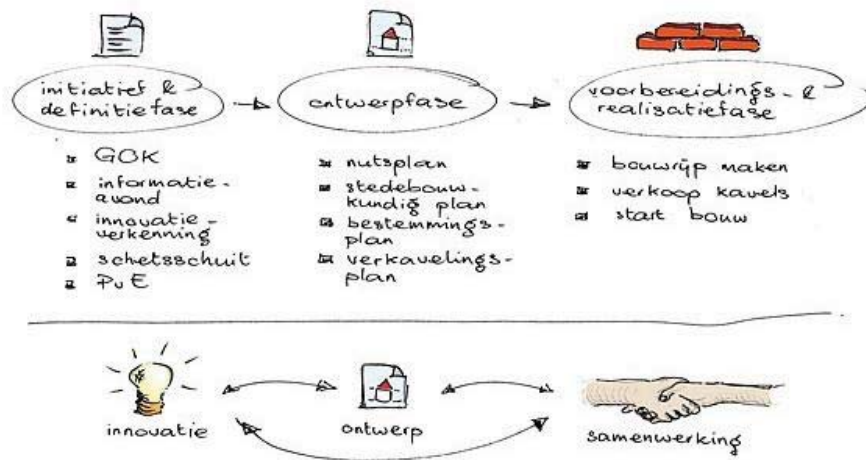 initiatief &
definitiefase
ontwerpfase
voorbereidings- &
realisatiefase
GOK
informatie-
avond
innovatie-
verkenning
schetsschuit
PvE
nutsplan
stedebouw-
kundig plan
bestemmings-
plan
verkavelings-
plan
bouwrijp maken
verkoop kavels
start bouw
innovatie
ontwerp
samenwerking